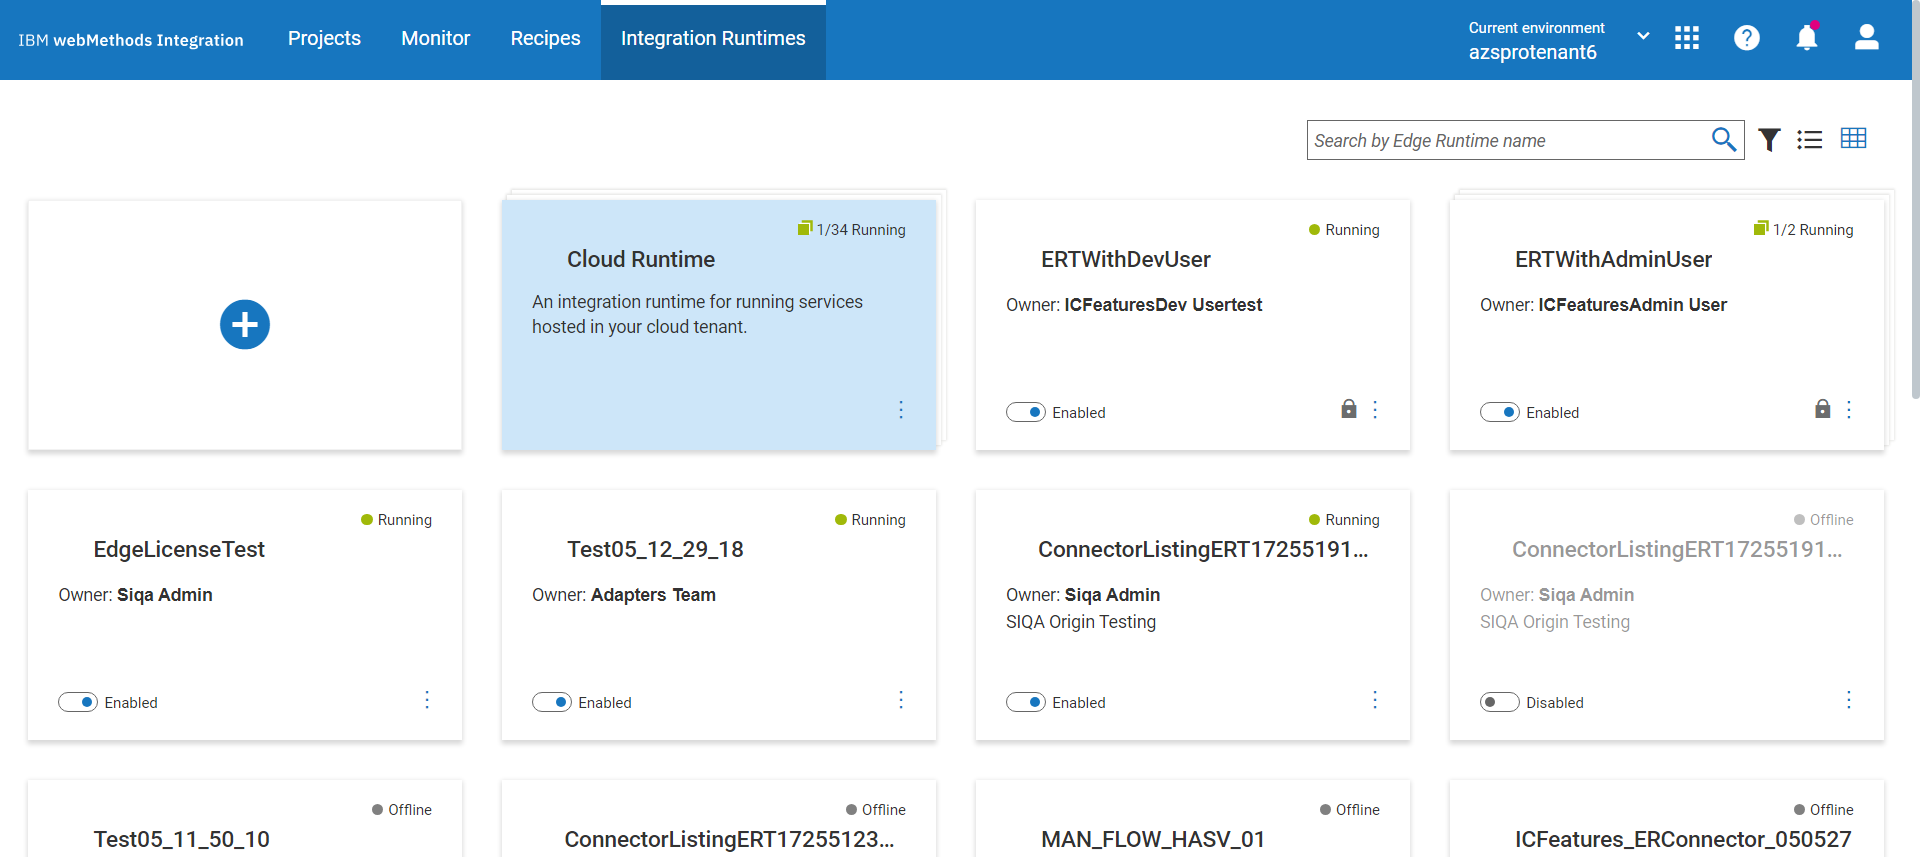 IBM webMethods Integration
Projects
Monitor
Recipes
Integration Runtimes
Current environment
azsprotenant6
Search by Edge Runtime name
1/34 Running
Cloud Runtime
An integration runtime for running services
hosted in your cloud tenant.
Running
ERTWithDevUser
Owner: ICFeaturesDev Usertest
Enabled
1/2 Running
ERTWithAdminUser
Owner: ICFeaturesAdmin User
Enabled
Running
EdgeLicenseTest
Owner: Siqa Admin
Enabled
Running
Test05_12_29_18
Owner: Adapters Team
Enabled
Running
ConnectorListingERT17255191...
Owner: Siqa Admin
SIQA Origin Testing
Enabled
Offline
ConnectorListingERT17255191...
Owner: Siqa Admin
SIQA Origin Testing
Disabled
Offline
Test05_11_50_10
Offline
ConnectorListingERT17255123...
Offline
MAN_FLOW_HASV_01
Offline
ICFeatures_ERConnector_050527